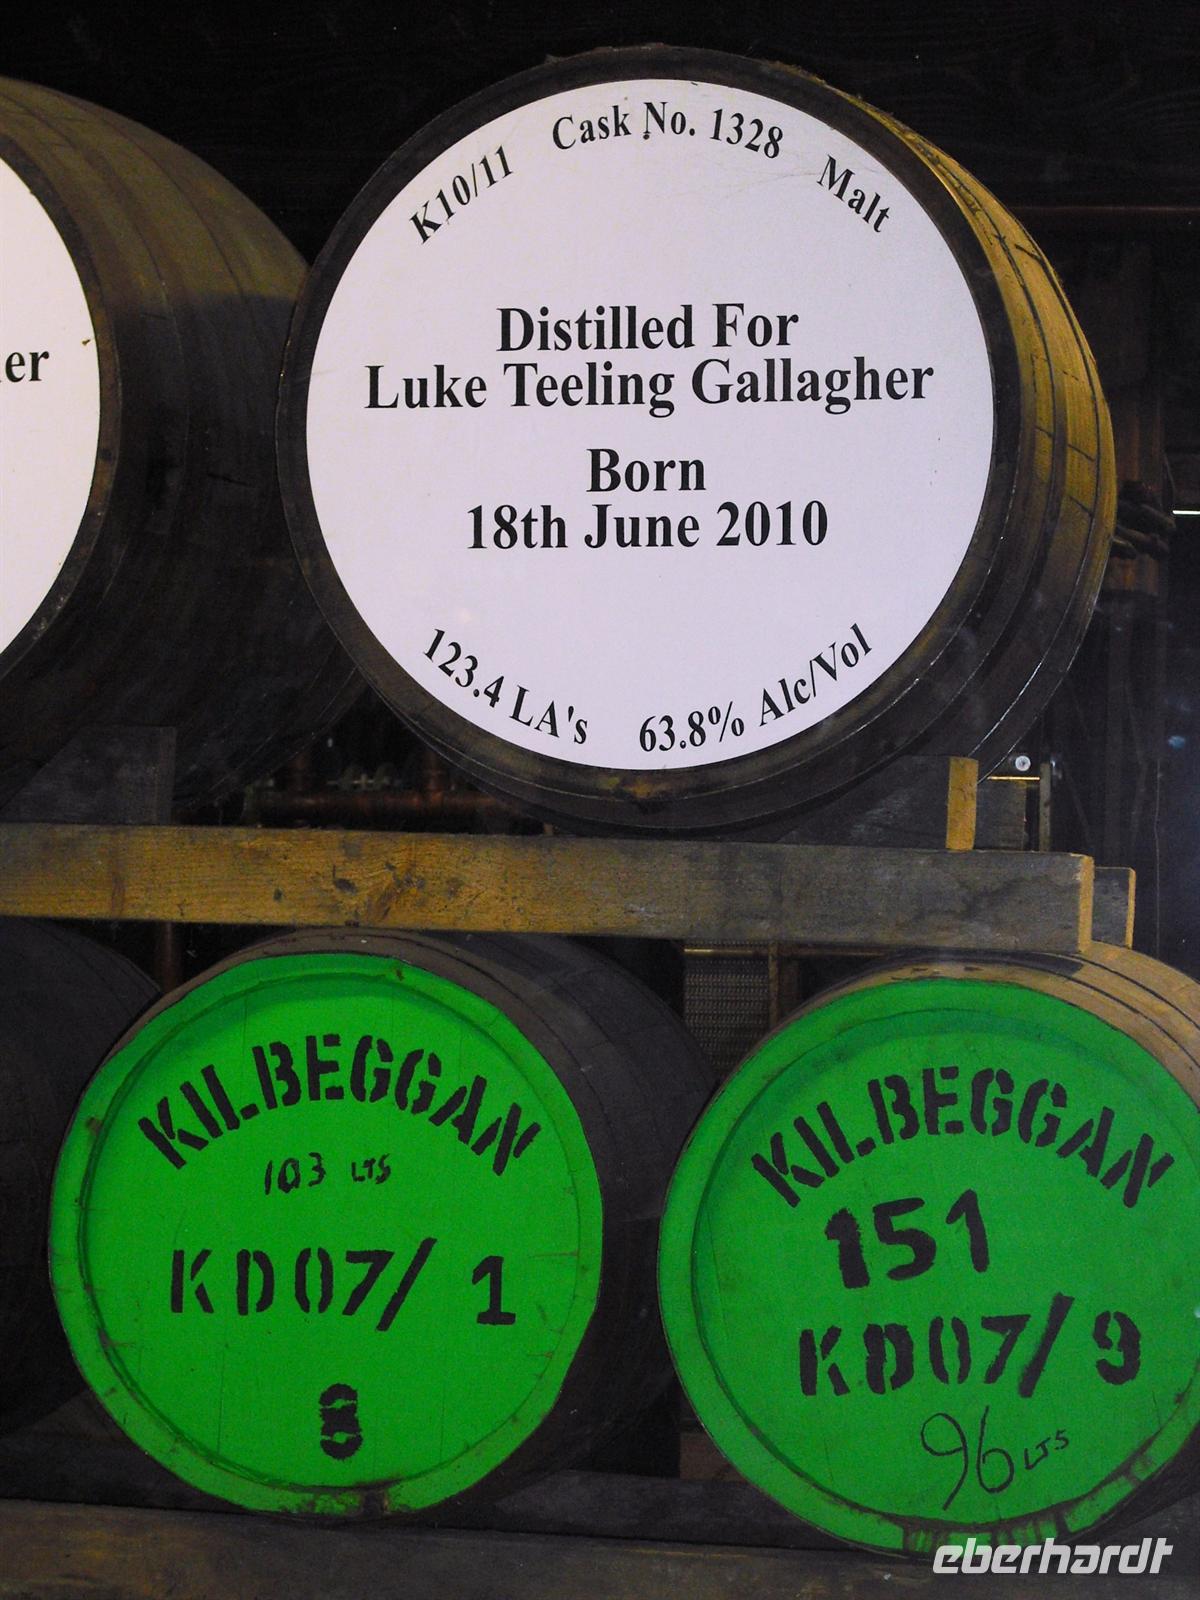 K10/11 Cask No. 1328 Malt
Distilled For
Luke Teeling Gallagher
Born
18th June 2010
123.4 LA's 63.8% Alc/Vol
er
KILBEGGAN
103 LTS
KD07/ 1
8
KILBEGGAN
151
KD07/9
96 LTS
eberhardt